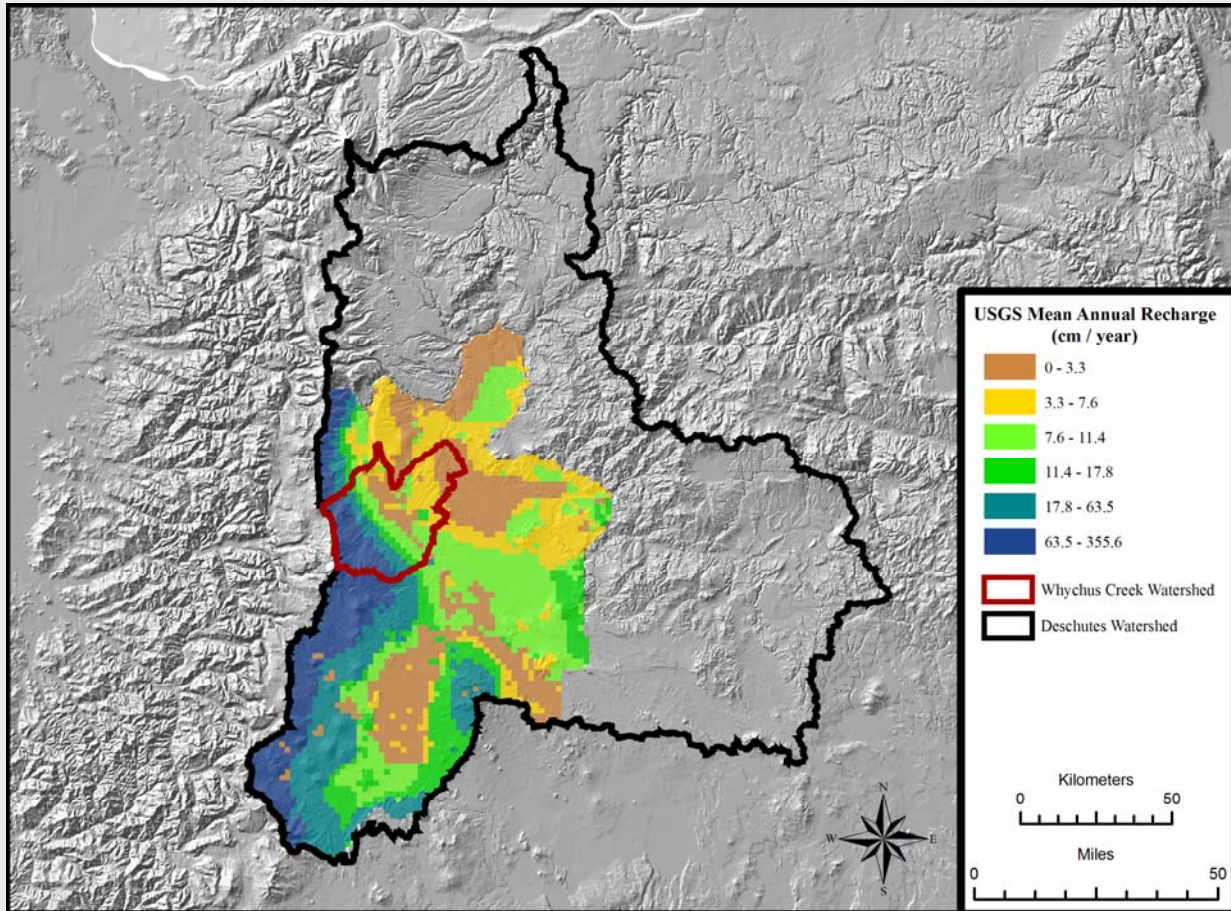 USGS Mean Annual Recharge
(cm / year)
0 - 3.3
3.3 - 7.6
7.6 - 11.4
11.4 - 17.8
17.8 - 63.5
63.5 - 355.6
Whychus Creek Watershed
Deschutes Watershed
Kilometers
0 50
Miles
0 50
N
W E
S